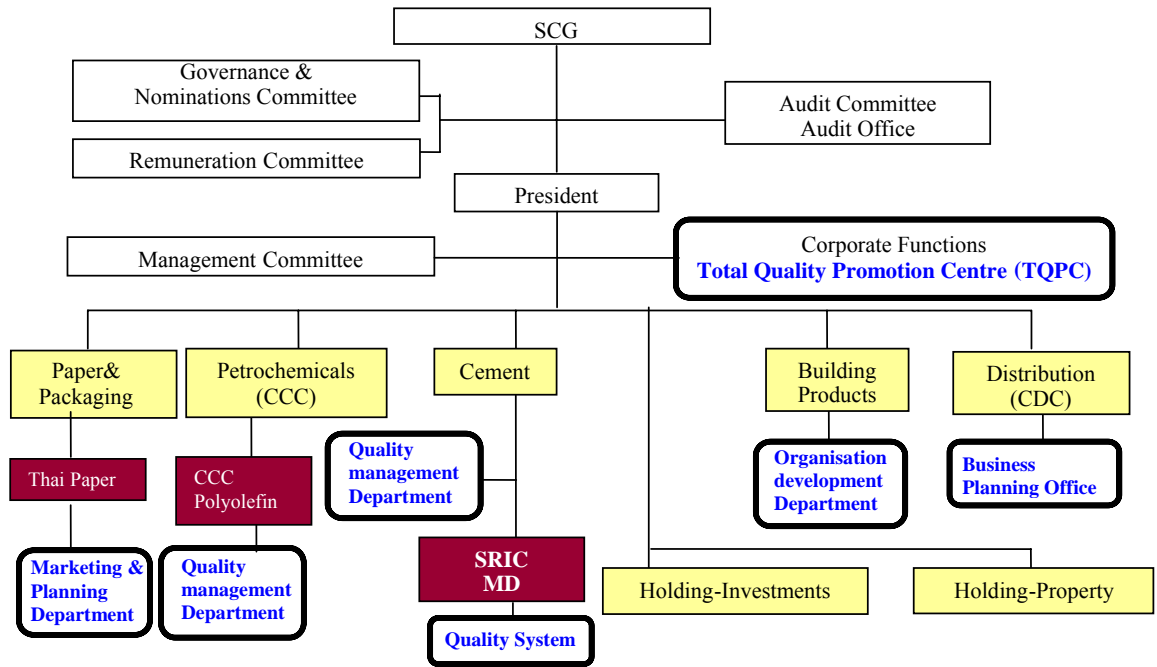 SCG
Governance &
Nominations Committee
Audit Committee
Audit Office
Remuneration Committee
President
Management Committee
Corporate Functions
Total Quality Promotion Centre (TQPC)
Paper&
Packaging
Petrochemicals
(CCC)
Cement
Building
Products
Distribution
(CDC)
Thai Paper
CCC
Polyolefin
Quality
management
Department
Organisation
development
Department
Business
Planning Office
Marketing &
Planning
Department
Quality
management
Department
SRIC
MD
Holding-Investments
Holding-Property
Quality System